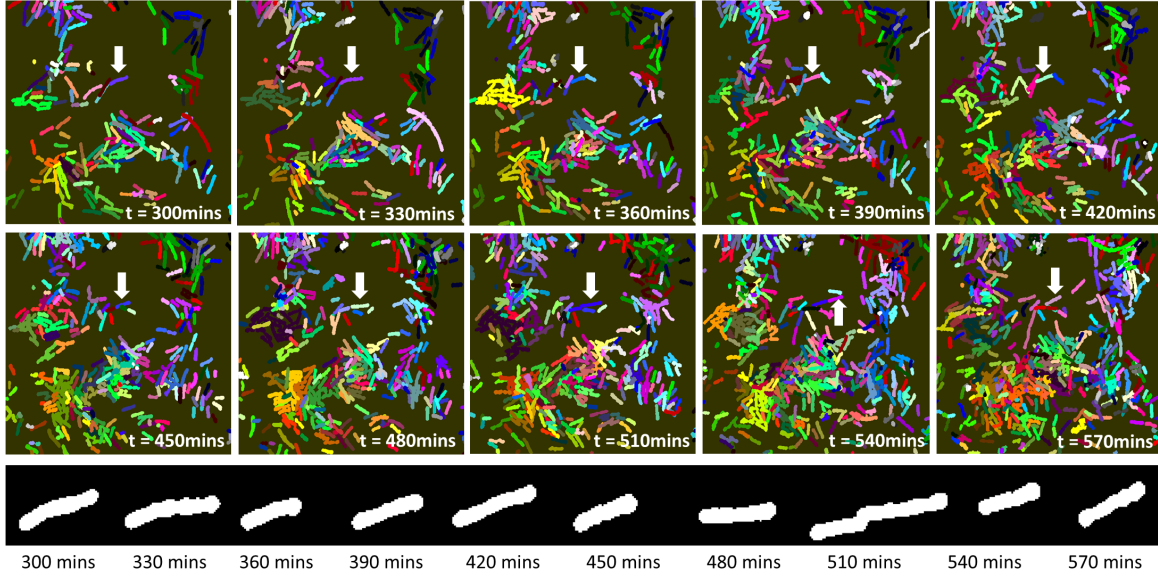 t = 300mins
t = 330mins
t = 360mins
t = 390mins
t = 420mins
t = 450mins
t = 480mins
t = 510mins
t = 540mins
t = 570mins
300 mins 330 mins 360 mins 390 mins 420 mins 450 mins 480 mins 510 mins 540 mins 570 mins